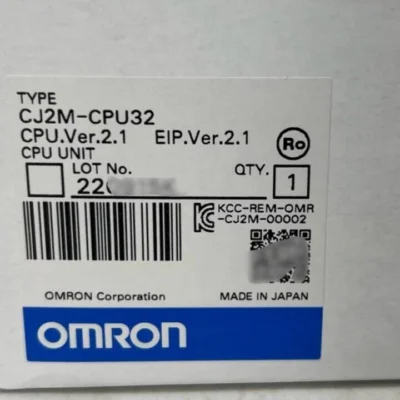 TYPE
CJ2M-CPU32
CPU.Ver.2.1 EIP.Ver.2.1
CPU UNIT
Ro
LOT No.
QTY.
1
KCC-REM-OMR
-CJ2M-00002
OMRON Corporation MADE IN JAPAN
OMRON